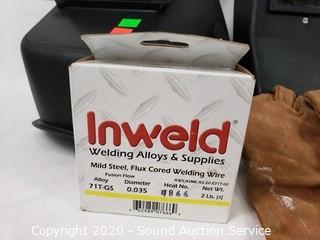 Inweld®
Welding Alloys & Supplies
Mild Steel, Flux Cored Welding Wire
Fusion Flow
Alloy Diameter Heat No. Net Wt.
71T-GS 0.035 #866 2 Lb. [s]
Copyright © 2020 - Sound Auction Service